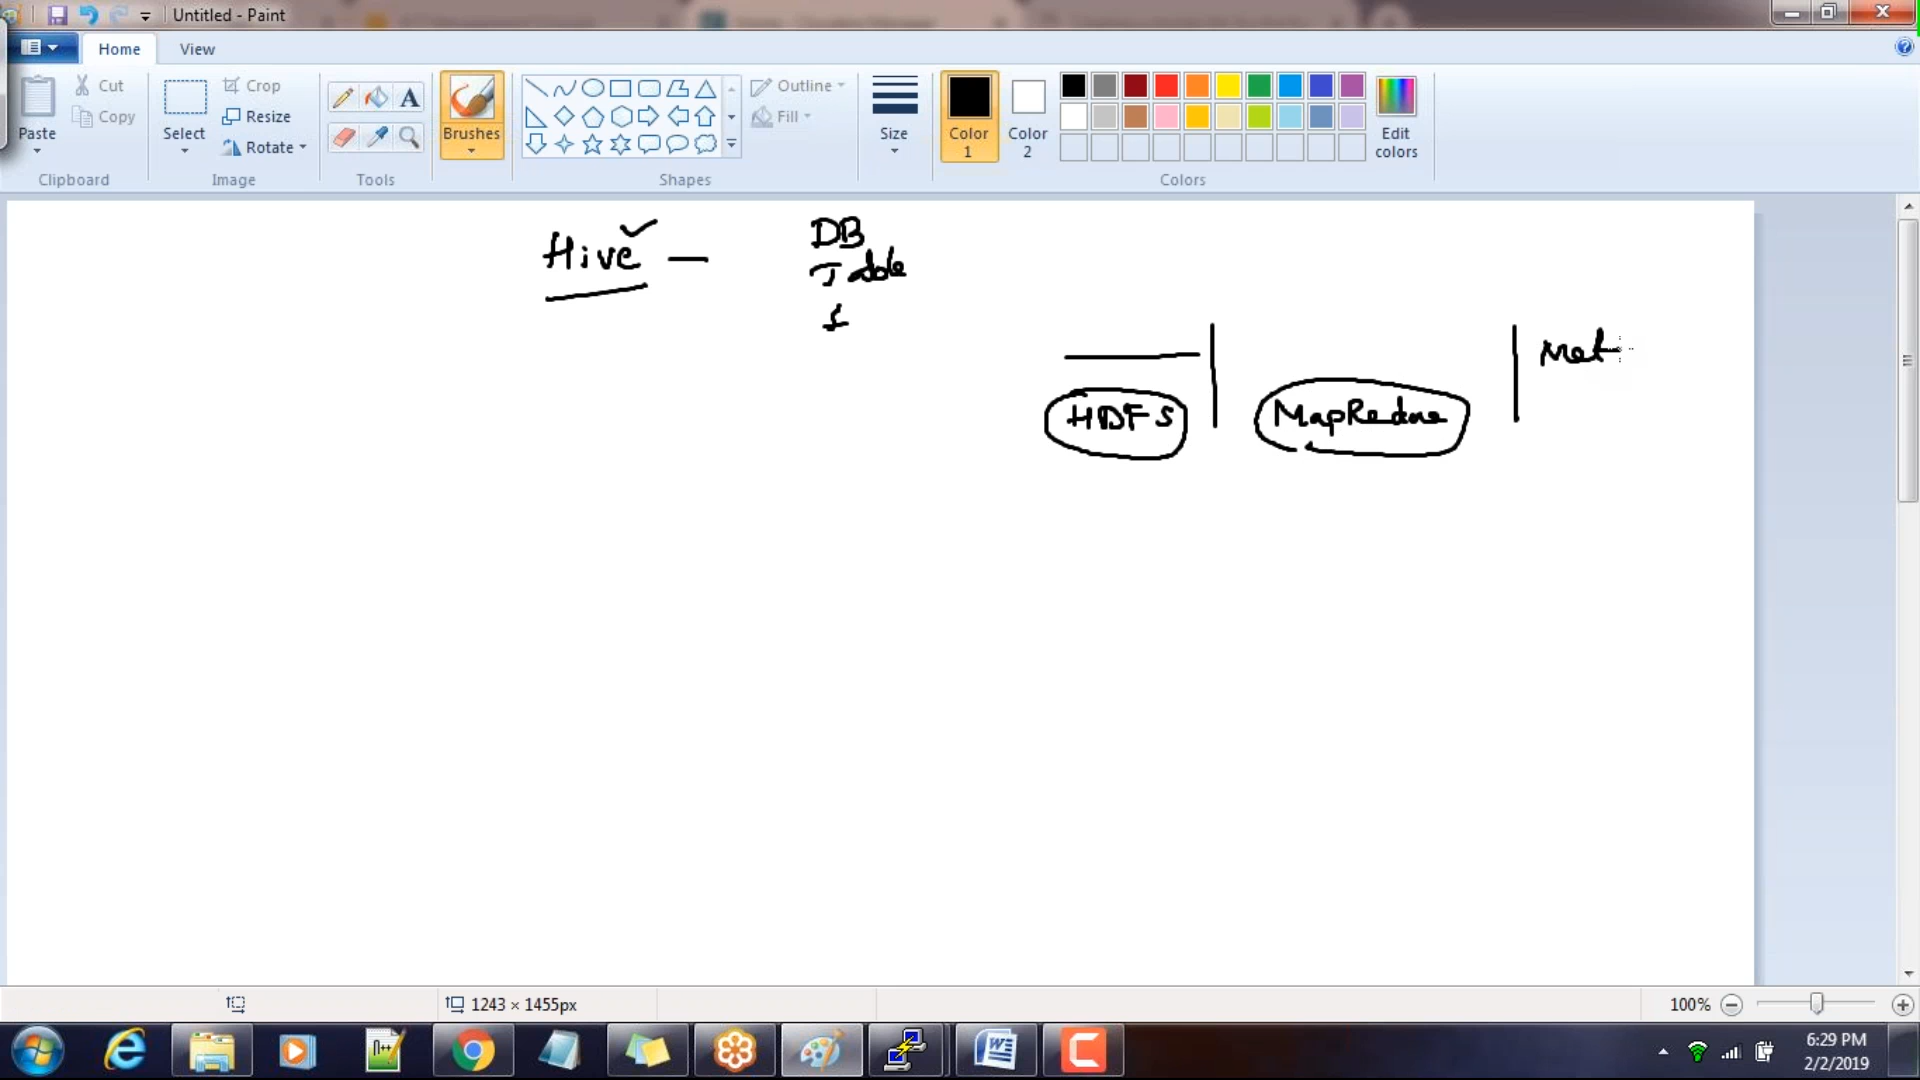 Untitled - Paint
Home View
Paste
Cut
Copy
Clipboard
Select
Crop
Resize
Rotate
Image
Tools
Brushes
Shapes
Outline
Fill
Size
Color 1
Color 2
Edit colors
Colors
Hive —
DB
Table
HDFS
MapReduce
Met
1243 × 1455px
100%
6:29 PM
2/2/2019